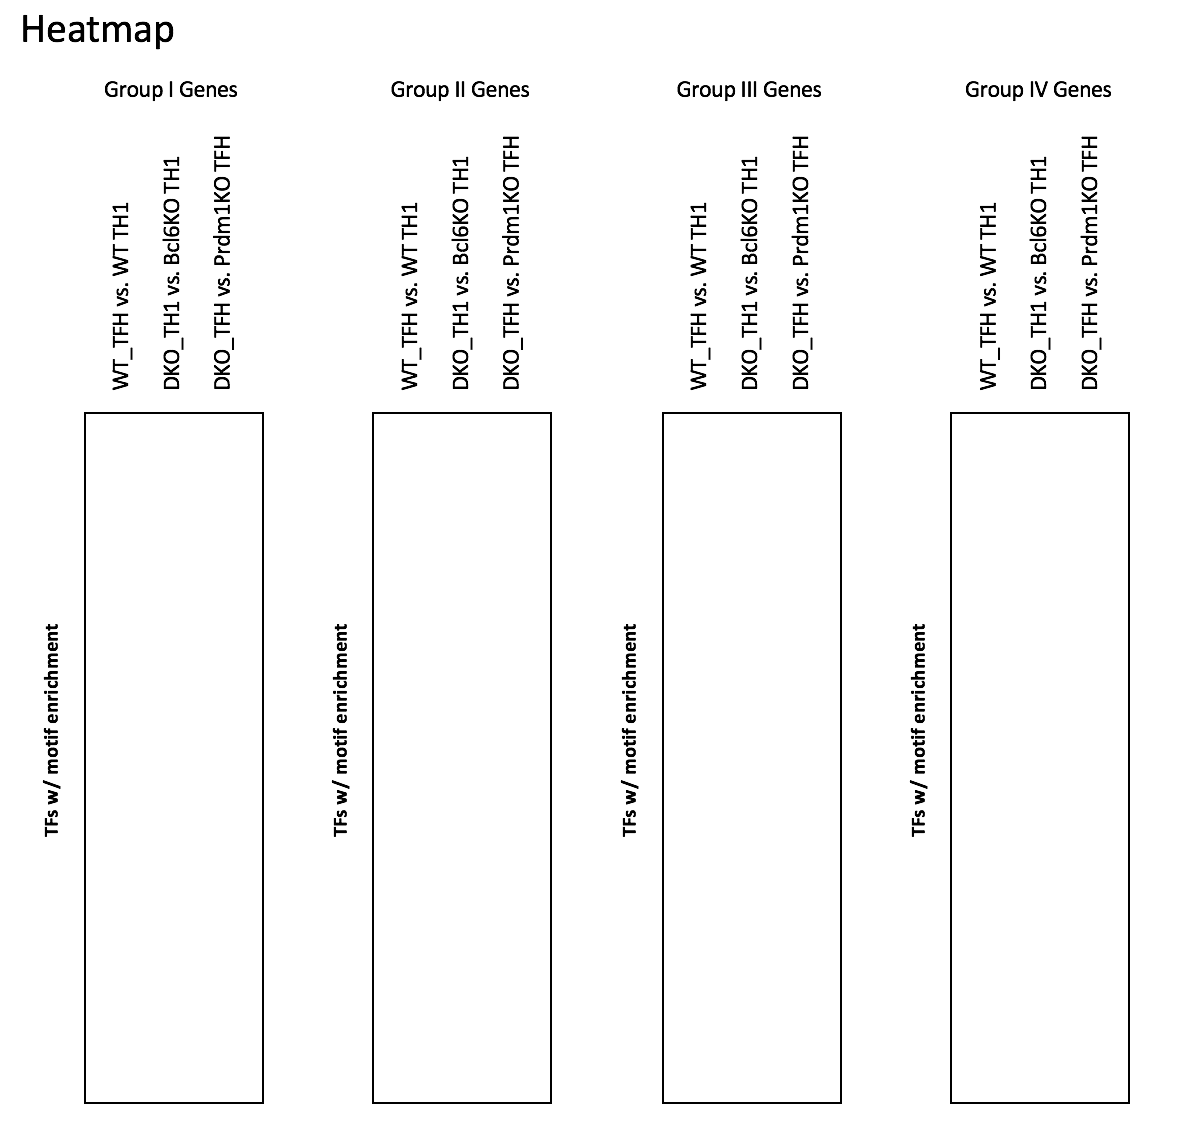 Heatmap
Group I Genes
Group II Genes
Group III Genes
Group IV Genes
WT_TFH vs. WT TH1
DKO_TH1 vs. Bcl6KO TH1
DKO_TFH vs. Prdm1KO TFH
WT_TFH vs. WT TH1
DKO_TH1 vs. Bcl6KO TH1
DKO_TFH vs. Prdm1KO TFH
WT_TFH vs. WT TH1
DKO_TH1 vs. Bcl6KO TH1
DKO_TFH vs. Prdm1KO TFH
WT_TFH vs. WT TH1
DKO_TH1 vs. Bcl6KO TH1
DKO_TFH vs. Prdm1KO TFH
TFs w/ motif enrichment
TFs w/ motif enrichment
TFs w/ motif enrichment
TFs w/ motif enrichment